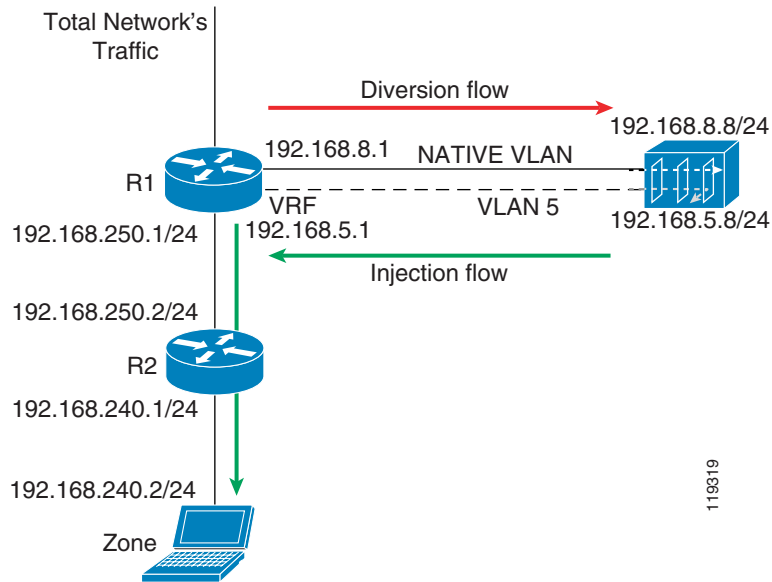 Total Network's
Traffic
Diversion flow
192.168.8.8/24
192.168.8.1
NATIVE VLAN
R1
VRF
VLAN 5
192.168.5.8/24
192.168.250.1/24
192.168.5.1
Injection flow
192.168.250.2/24
R2
192.168.240.1/24
192.168.240.2/24
Zone
119319